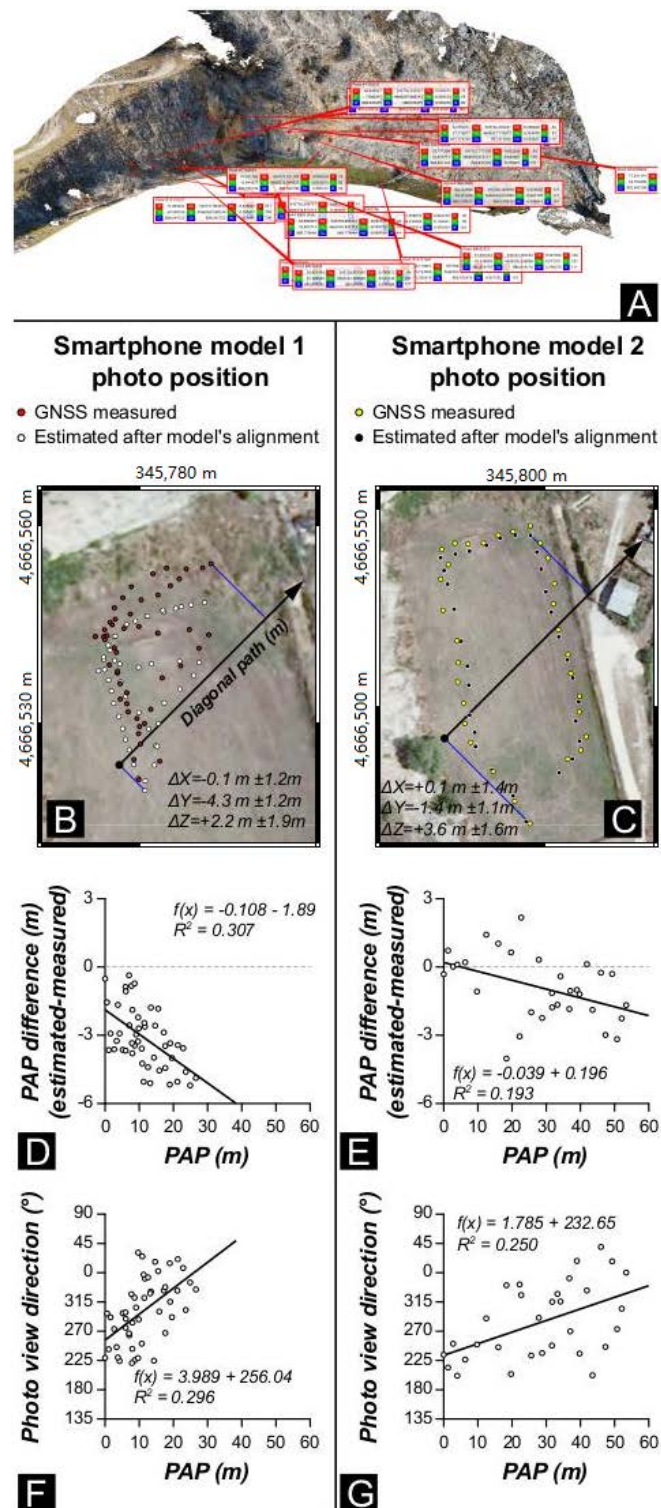 A
Smartphone model 1
photo position
GNSS measured
Estimated after model's alignment
345,780 m
4,666,560 m
4,666,530 m
Diagonal path (m)
ΔX=-0.1 m ±1.2m
ΔY=-4.3 m ±1.2m
ΔZ=+2.2 m ±1.9m
B
Smartphone model 2
photo position
GNSS measured
Estimated after model's alignment
345,800 m
4,666,550 m
4,666,500 m
ΔX=+0.1 m ±1.4m
ΔY=-1.4 m ±1.1m
ΔZ=+3.6 m ±1.6m
C
PAP difference (m)
(estimated-measured)
3
0
-3
-6
f(x) = -0.108 - 1.89
R² = 0.307
0 10 20 30 40 50 60
PAP (m)
D
PAP difference (m)
(estimated-measured)
3
0
-3
-6
f(x) = -0.039 + 0.196
R² = 0.193
0 10 20 30 40 50 60
PAP (m)
E
Photo view direction (°)
90
45
0
315
270
225
180
135
f(x) = 3.989 + 256.04
R² = 0.296
0 10 20 30 40 50 60
PAP (m)
F
Photo view direction (°)
90
45
0
315
270
225
180
135
f(x) = 1.785 + 232.65
R² = 0.250
0 10 20 30 40 50 60
PAP (m)
G